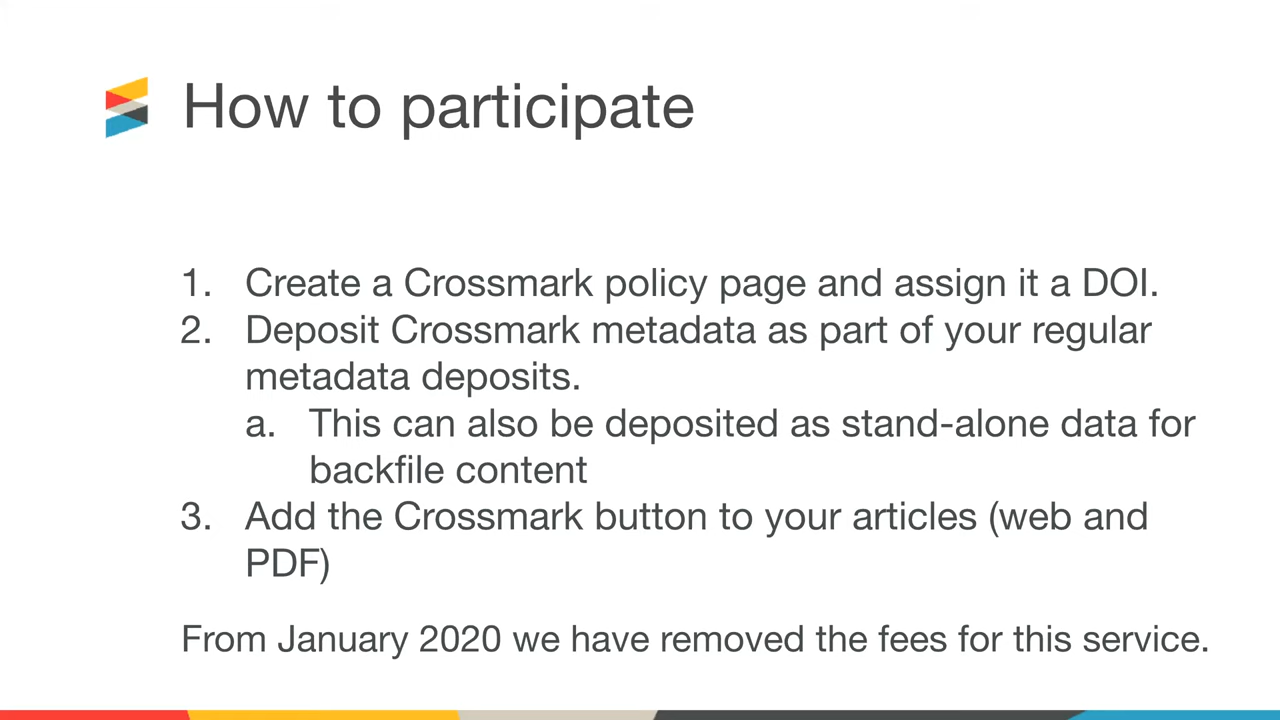 How to participate
1. Create a Crossmark policy page and assign it a DOI.
2. Deposit Crossmark metadata as part of your regular
metadata deposits.
a. This can also be deposited as stand-alone data for
backfile content
3. Add the Crossmark button to your articles (web and
PDF)
From January 2020 we have removed the fees for this service.